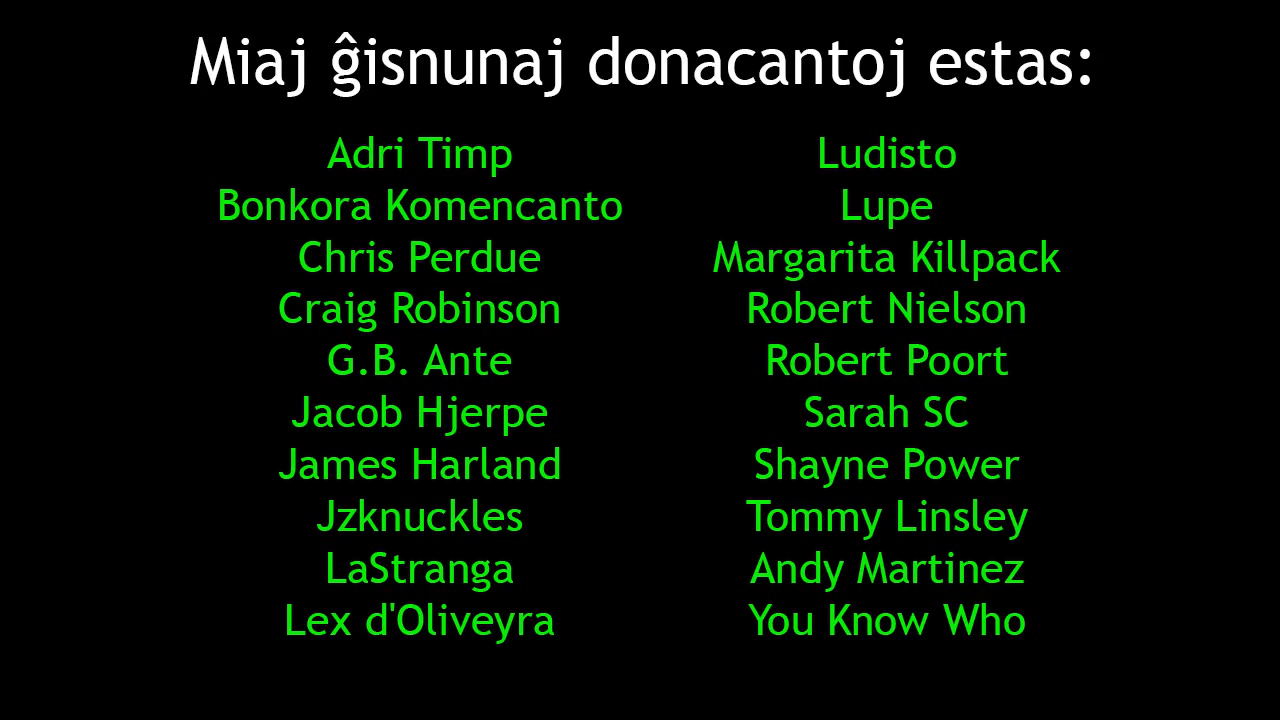 Miaj ĝisnunaj donacantoj estas:
Adri Timp
Bonkora Komencanto
Chris Perdue
Craig Robinson
G.B. Ante
Jacob Hjerpe
James Harland
Jzknuckles
LaStranga
Lex d'Oliveyra
Ludisto
Lupe
Margarita Killpack
Robert Nielson
Robert Poort
Sarah SC
Shayne Power
Tommy Linsley
Andy Martinez
You Know Who